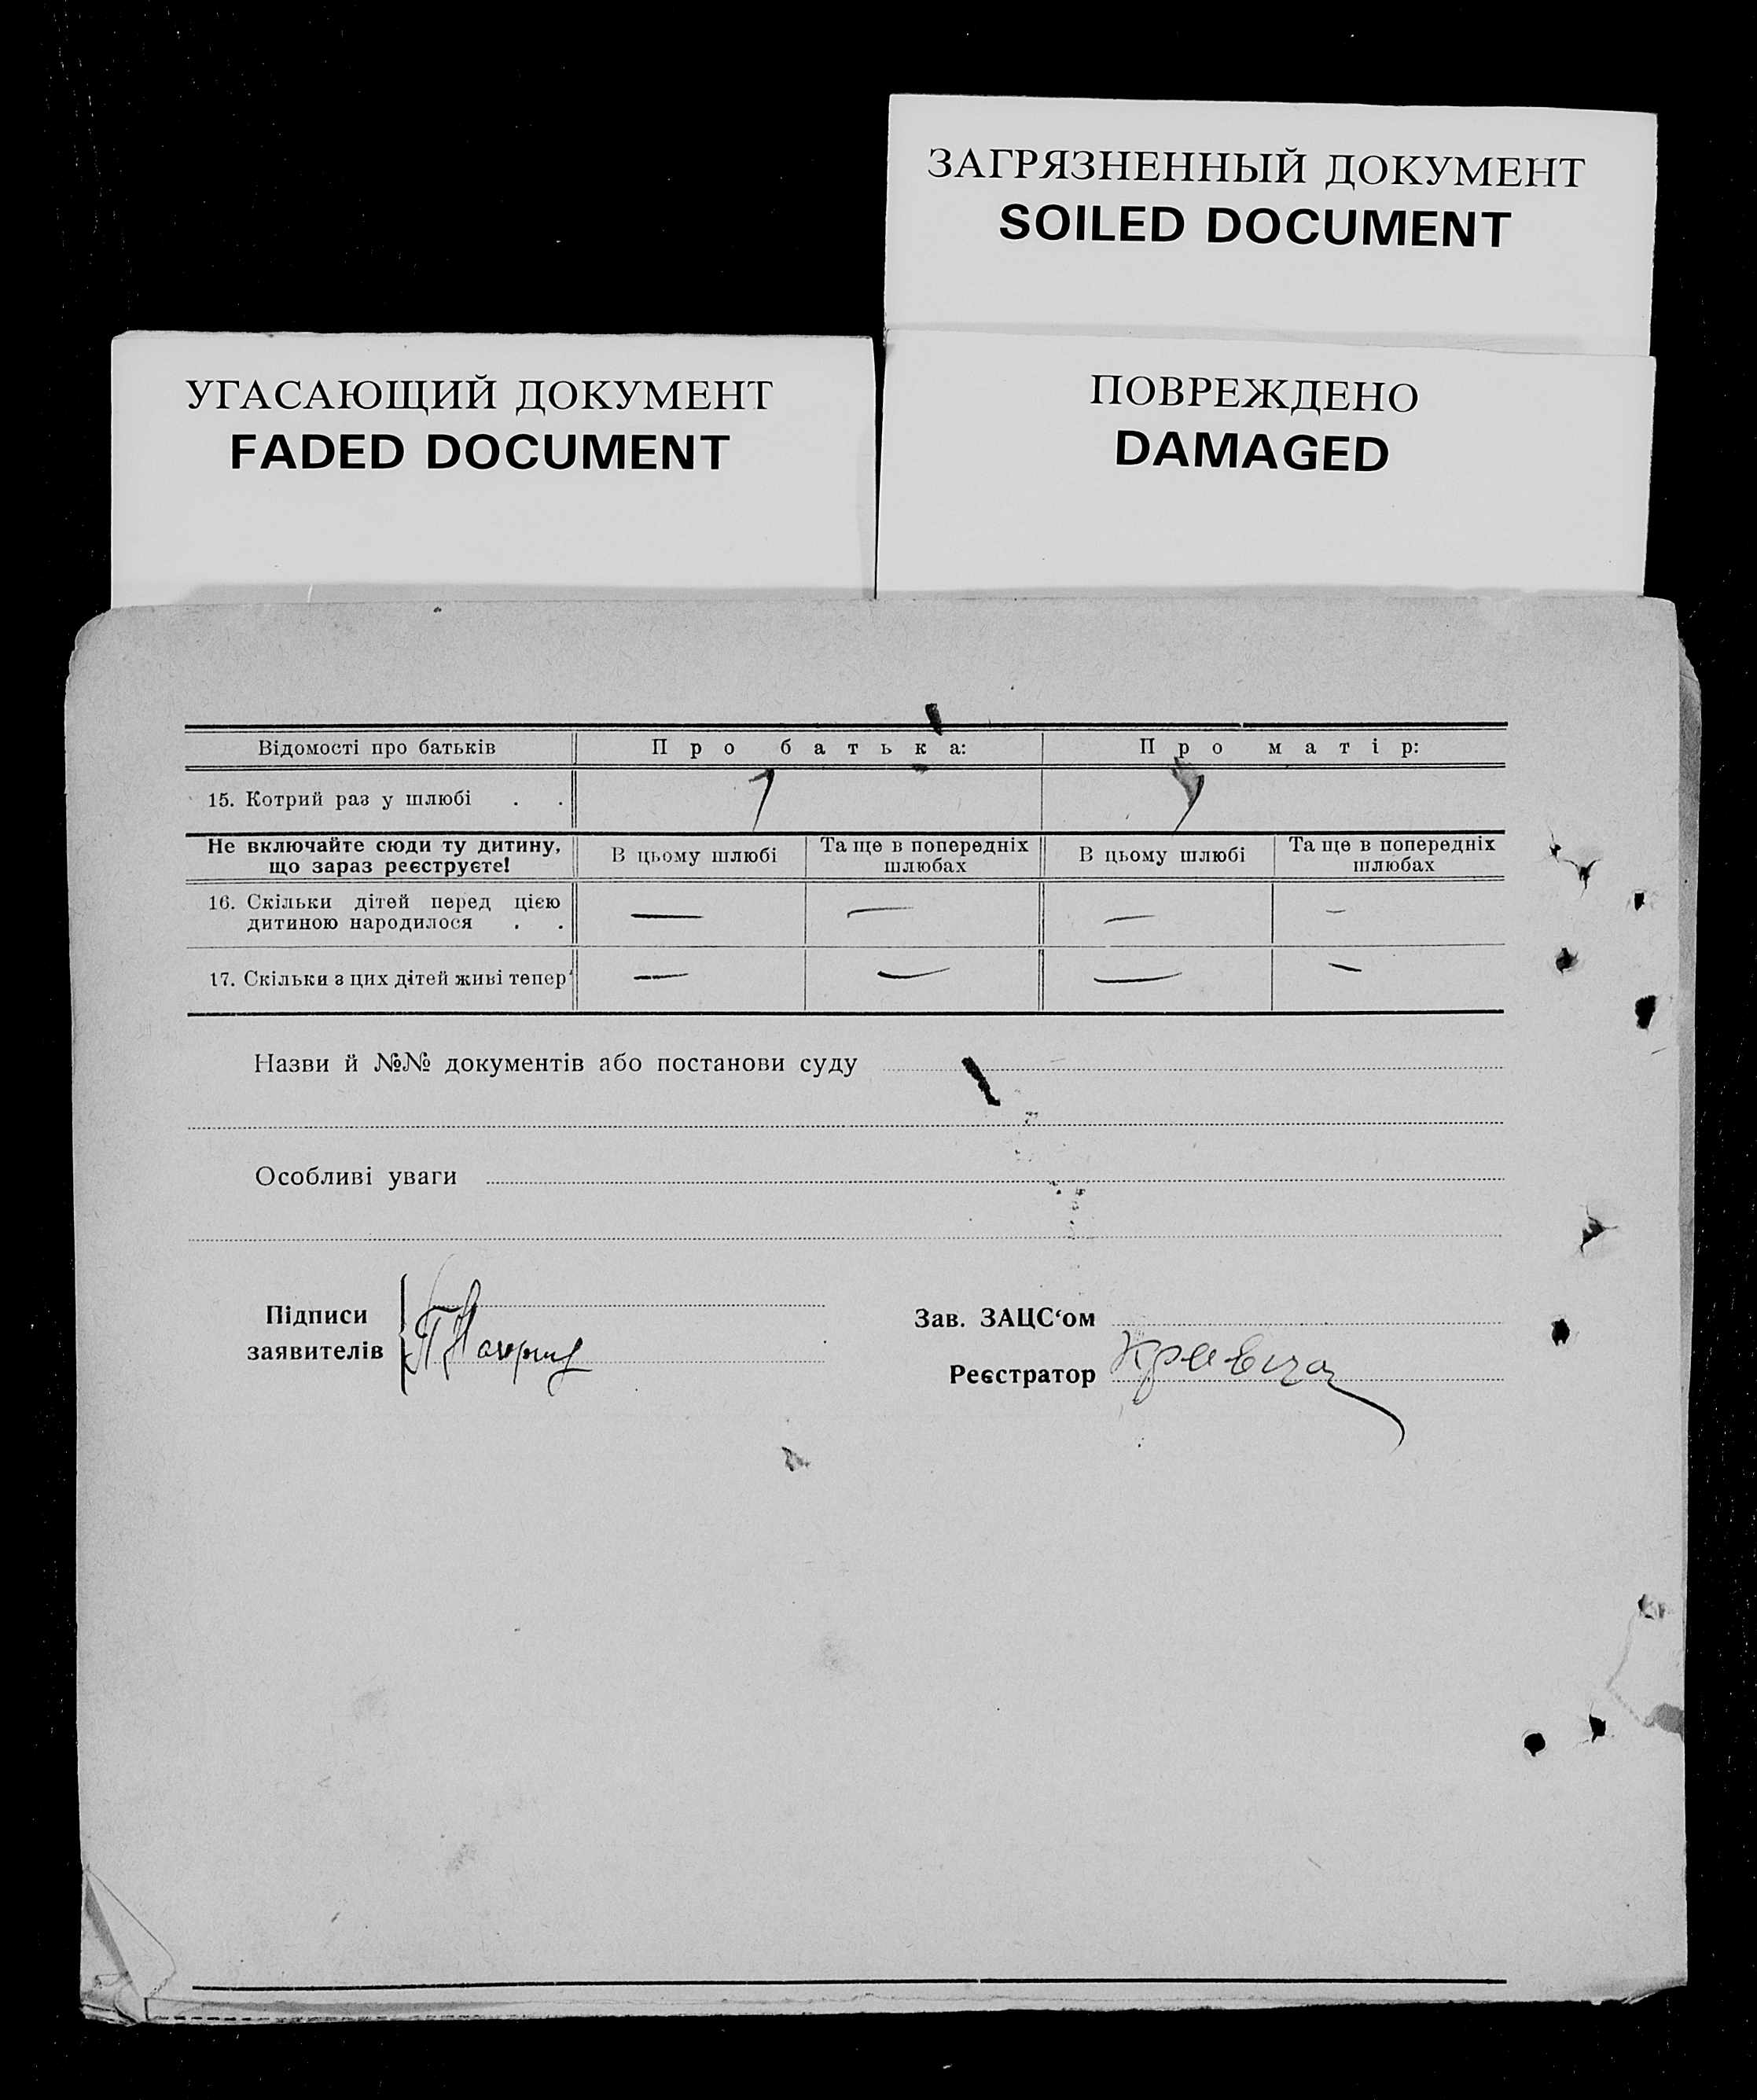 ЗАГРЯЗНЕННЫЙ ДОКУМЕНТ
SOILED DOCUMENT
УГАСАЮЩИЙ ДОКУМЕНТ
FADED DOCUMENT
ПОВРЕЖДЕНО
DAMAGED
Відомості про батьків Про батька: Про матір:
15. Котрий раз у шлюбі . . 1 1
Не включайте сюди ту дитину, що зараз реєструєте! В цьому шлюбі Та ще в попередніх шлюбах В цьому шлюбі Та ще в попередніх шлюбах
16. Скільки дітей перед цією
дитиною народилося . . — — — —
17. Скільки з цих дітей живі тепер — — — —
Назви й №№ документів або постанови суду
Особливі уваги
Підписи
заявителів
Зав. ЗАЦС'ом
Реєстратор